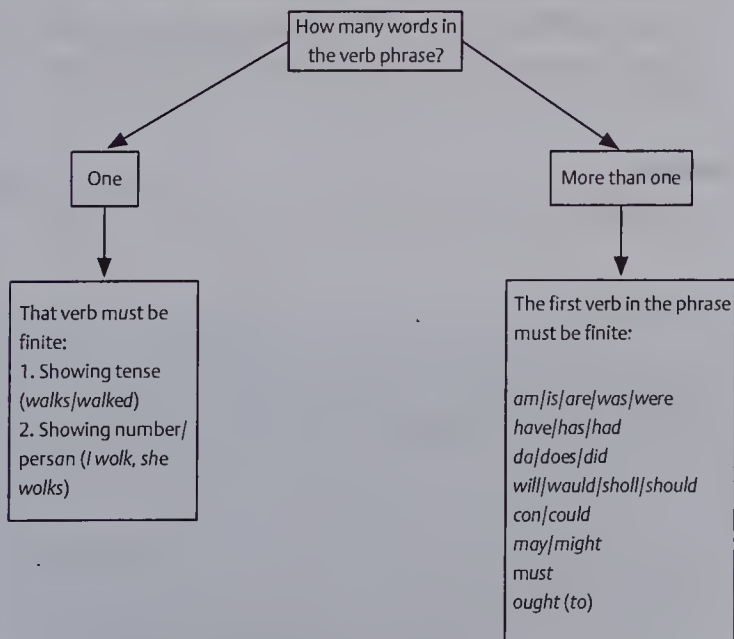 How many words in
the verb phrase?
One
More than one
That verb must be
finite:
1. Showing tense
(walks/walked)
2. Showing number/
persan (I wolk, she
wolks)
The first verb in the phrase
must be finite:
am/is/are/was/were
have/has/had
da/does/did
will/wauld/sholl/should
con/could
may/might
must
ought (to)